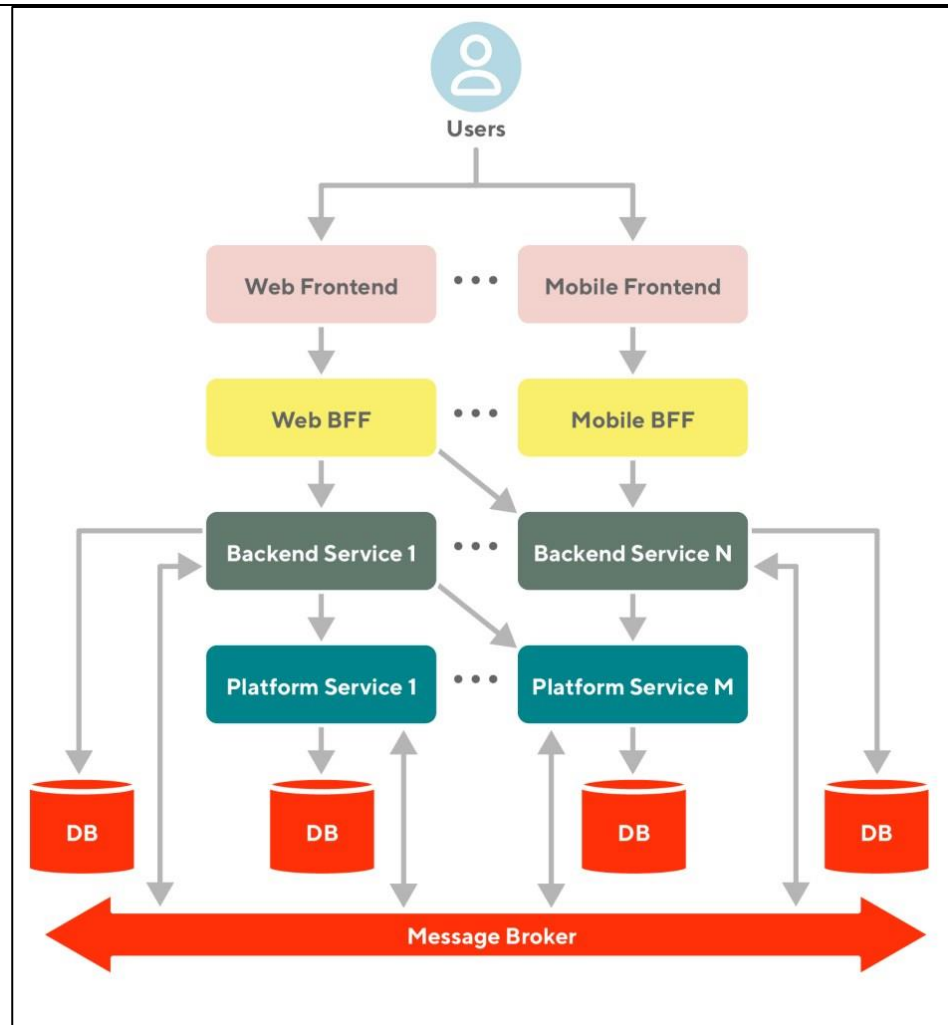 Users
Web Frontend
Mobile Frontend
Web BFF
Mobile BFF
Backend Service 1
Backend Service N
Platform Service 1
Platform Service M
DB
DB
DB
DB
Message Broker